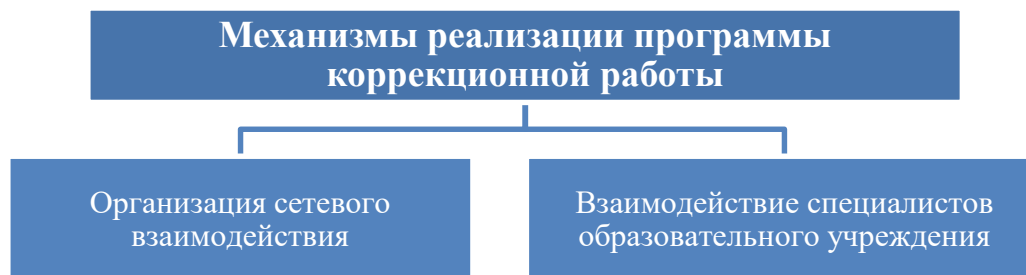 Механизмы реализации программы
коррекционной работы
Организация сетевого
взаимодействия
Взаимодействие специалистов
образовательного учреждения